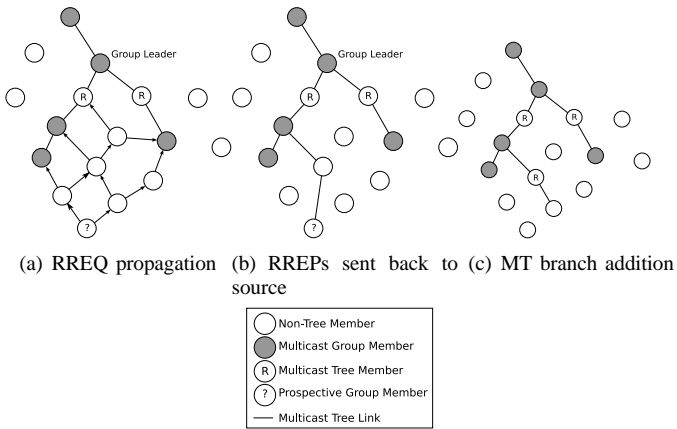 Group Leader
R
R
?
Group Leader
R
R
?
R
R
R
(a) RREQ propagation
(b) RREPs sent back to source
(c) MT branch addition
Non-Tree Member
Multicast Group Member
R Multicast Tree Member
? Prospective Group Member
Multicast Tree Link